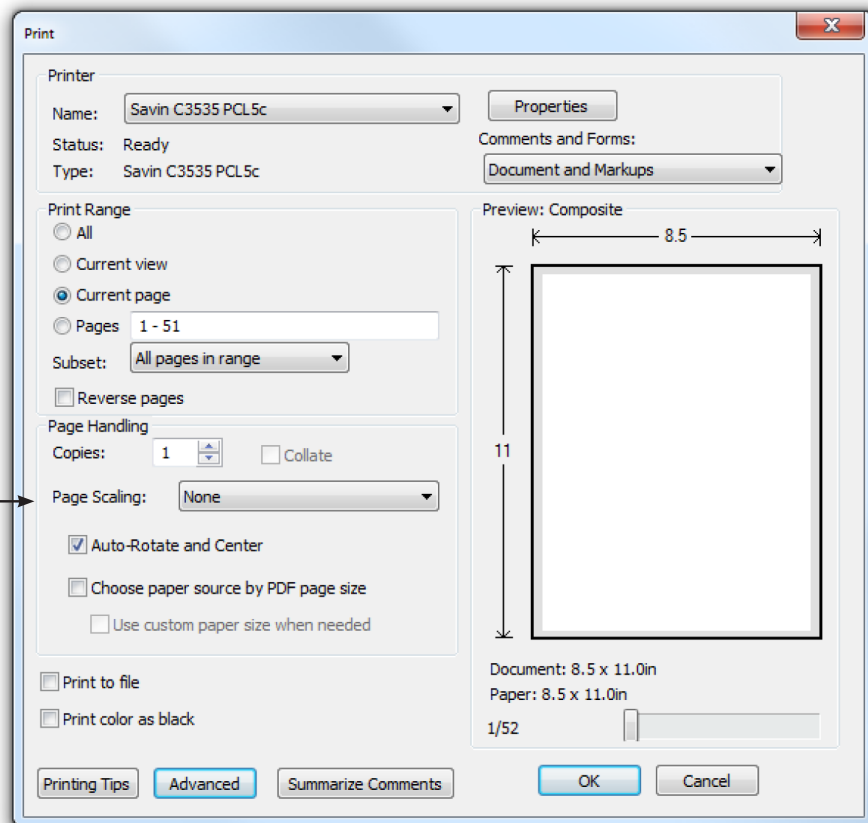 Print
Printer
Name: Savin C3535 PCL5c Properties
Status: Ready Comments and Forms:
Type: Savin C3535 PCL5c Document and Markups
Print Range
All
Current view
Current page
Pages 1 - 51
Subset: All pages in range
Reverse pages
Page Handling
Copies: 1 Collate
Page Scaling: None
Auto-Rotate and Center
Choose paper source by PDF page size
Use custom paper size when needed
Print to file
Print color as black
Preview: Composite
8.5
11
Document: 8.5 x 11.0in
Paper: 8.5 x 11.0in
1/52
Printing Tips Advanced Summarize Comments OK Cancel